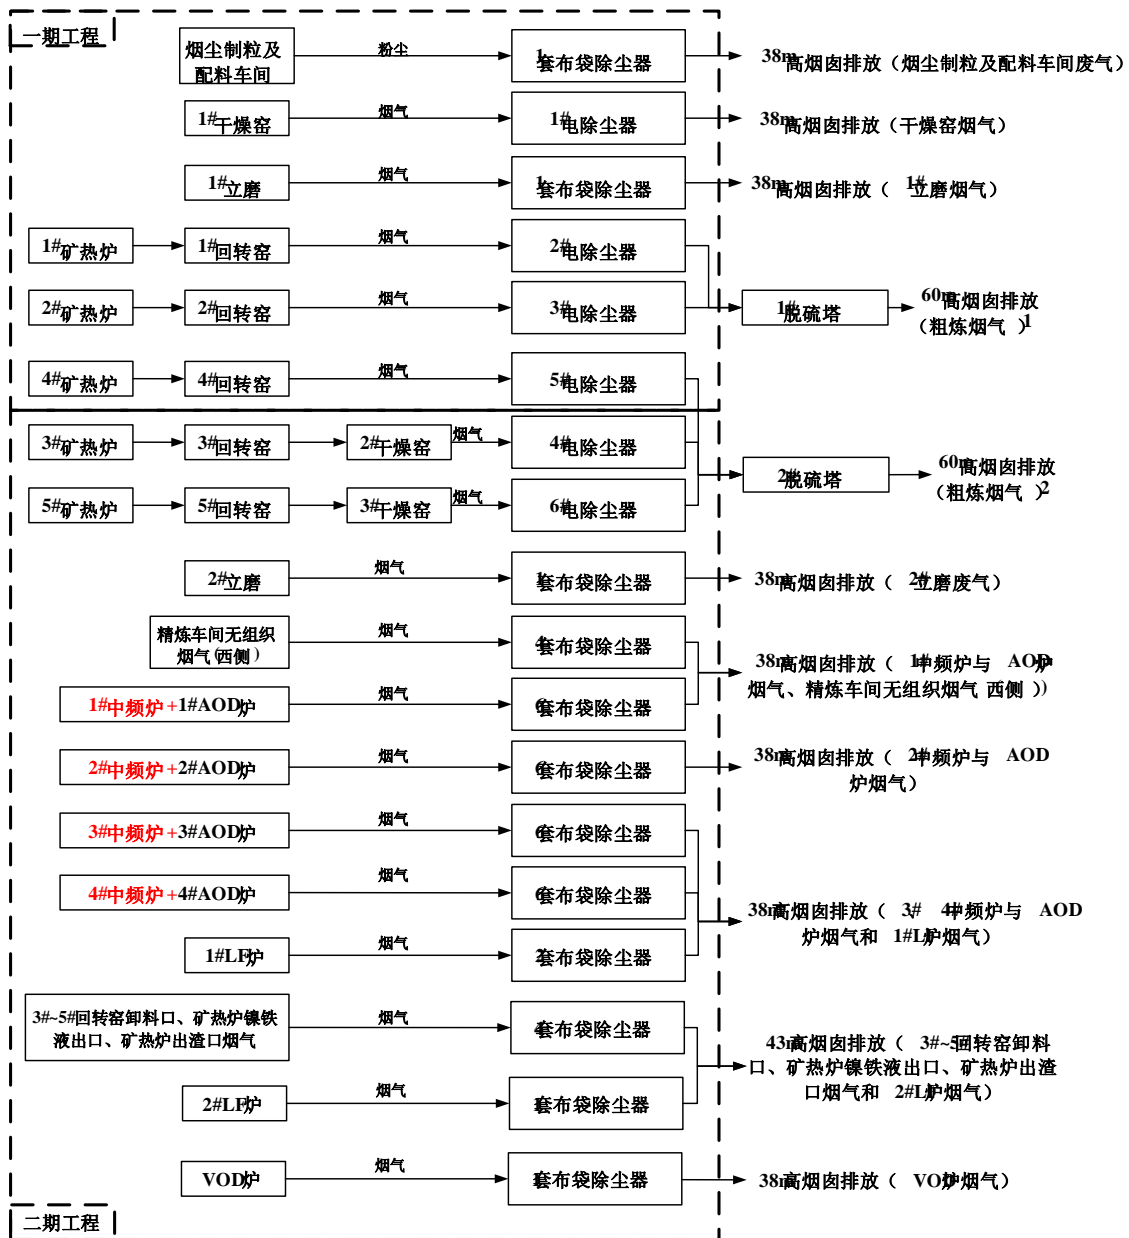 一期工程
烟尘制粒及
配料车间
粉尘
1套布袋除尘器
38m高烟囱排放（烟尘制粒及配料车间废气）
1#干燥窑
烟气
1#电除尘器
38m高烟囱排放（干燥窑烟气）
1#立磨
烟气
1套布袋除尘器
38m高烟囱排放（1#立磨烟气）
1#矿热炉
1#回转窑
烟气
2#电除尘器
2#矿热炉
2#回转窑
烟气
3#电除尘器
1#脱硫塔
60m高烟囱排放
（粗炼烟气1）
4#矿热炉
4#回转窑
烟气
5#电除尘器
3#矿热炉
3#回转窑
2#干燥窑
烟气
4#电除尘器
2#脱硫塔
60m高烟囱排放
（粗炼烟气2）
5#矿热炉
5#回转窑
3#干燥窑
烟气
6#电除尘器
2#立磨
烟气
1套布袋除尘器
38m高烟囱排放（2#立磨废气）
精炼车间无组织
烟气(西侧)
烟气
4套布袋除尘器
38m高烟囱排放（1#中频炉与AOD炉
烟气、精炼车间无组织烟气(西侧)）
1#中频炉+1#AOD炉
烟气
6套布袋除尘器
2#中频炉+2#AOD炉
烟气
6套布袋除尘器
38m高烟囱排放（2#中频炉与AOD
炉烟气）
3#中频炉+3#AOD炉
烟气
6套布袋除尘器
4#中频炉+4#AOD炉
烟气
6套布袋除尘器
38m高烟囱排放（3#、4#中频炉与AOD
炉烟气和1#LF炉烟气）
1#LF炉
烟气
2套布袋除尘器
3#~5#回转窑卸料口、矿热炉镍铁
液出口、矿热炉出渣口烟气
烟气
4套布袋除尘器
43m高烟囱排放（3#~5#回转窑卸料
口、矿热炉镍铁液出口、矿热炉出渣
口烟气和2#LF炉烟气）
2#LF炉
烟气
1套布袋除尘器
VOD炉
烟气
1套布袋除尘器
38m高烟囱排放（VOD炉烟气）
二期工程